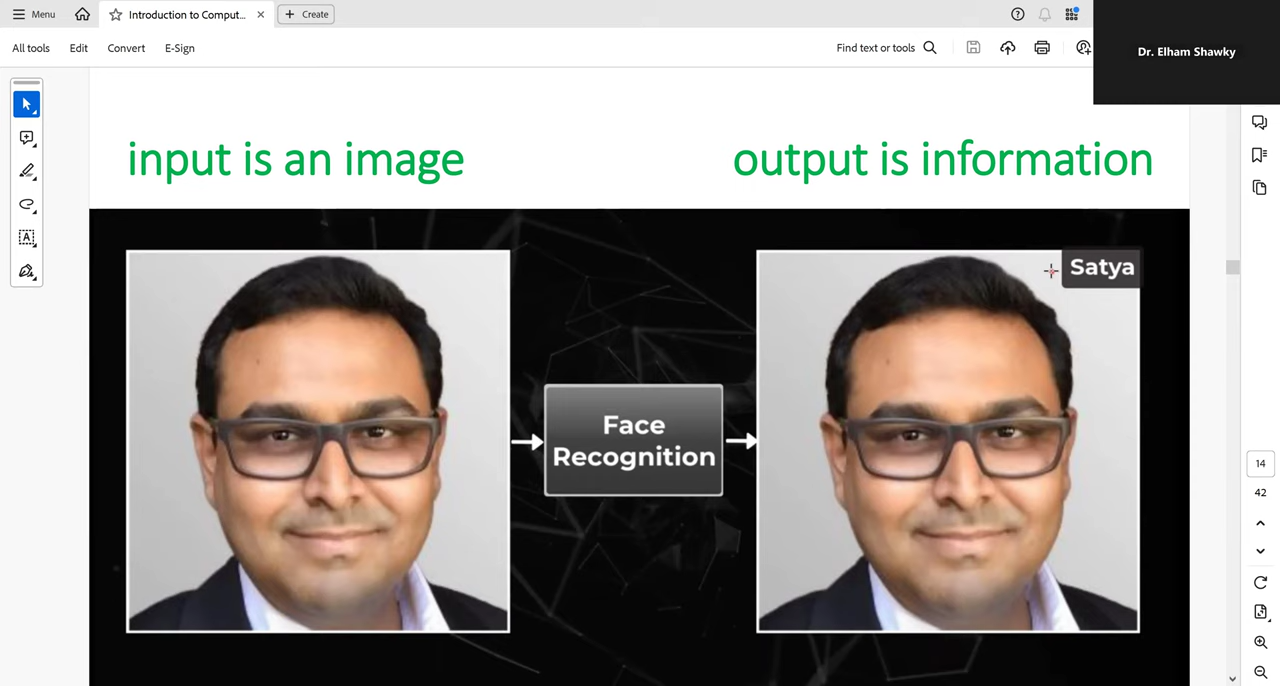 Menu
Introduction to Comput...
Create
All tools
Edit
Convert
E-Sign
Find text or tools
Dr. Elham Shawky
input is an image
output is information
Satya
Face
Recognition
14
42